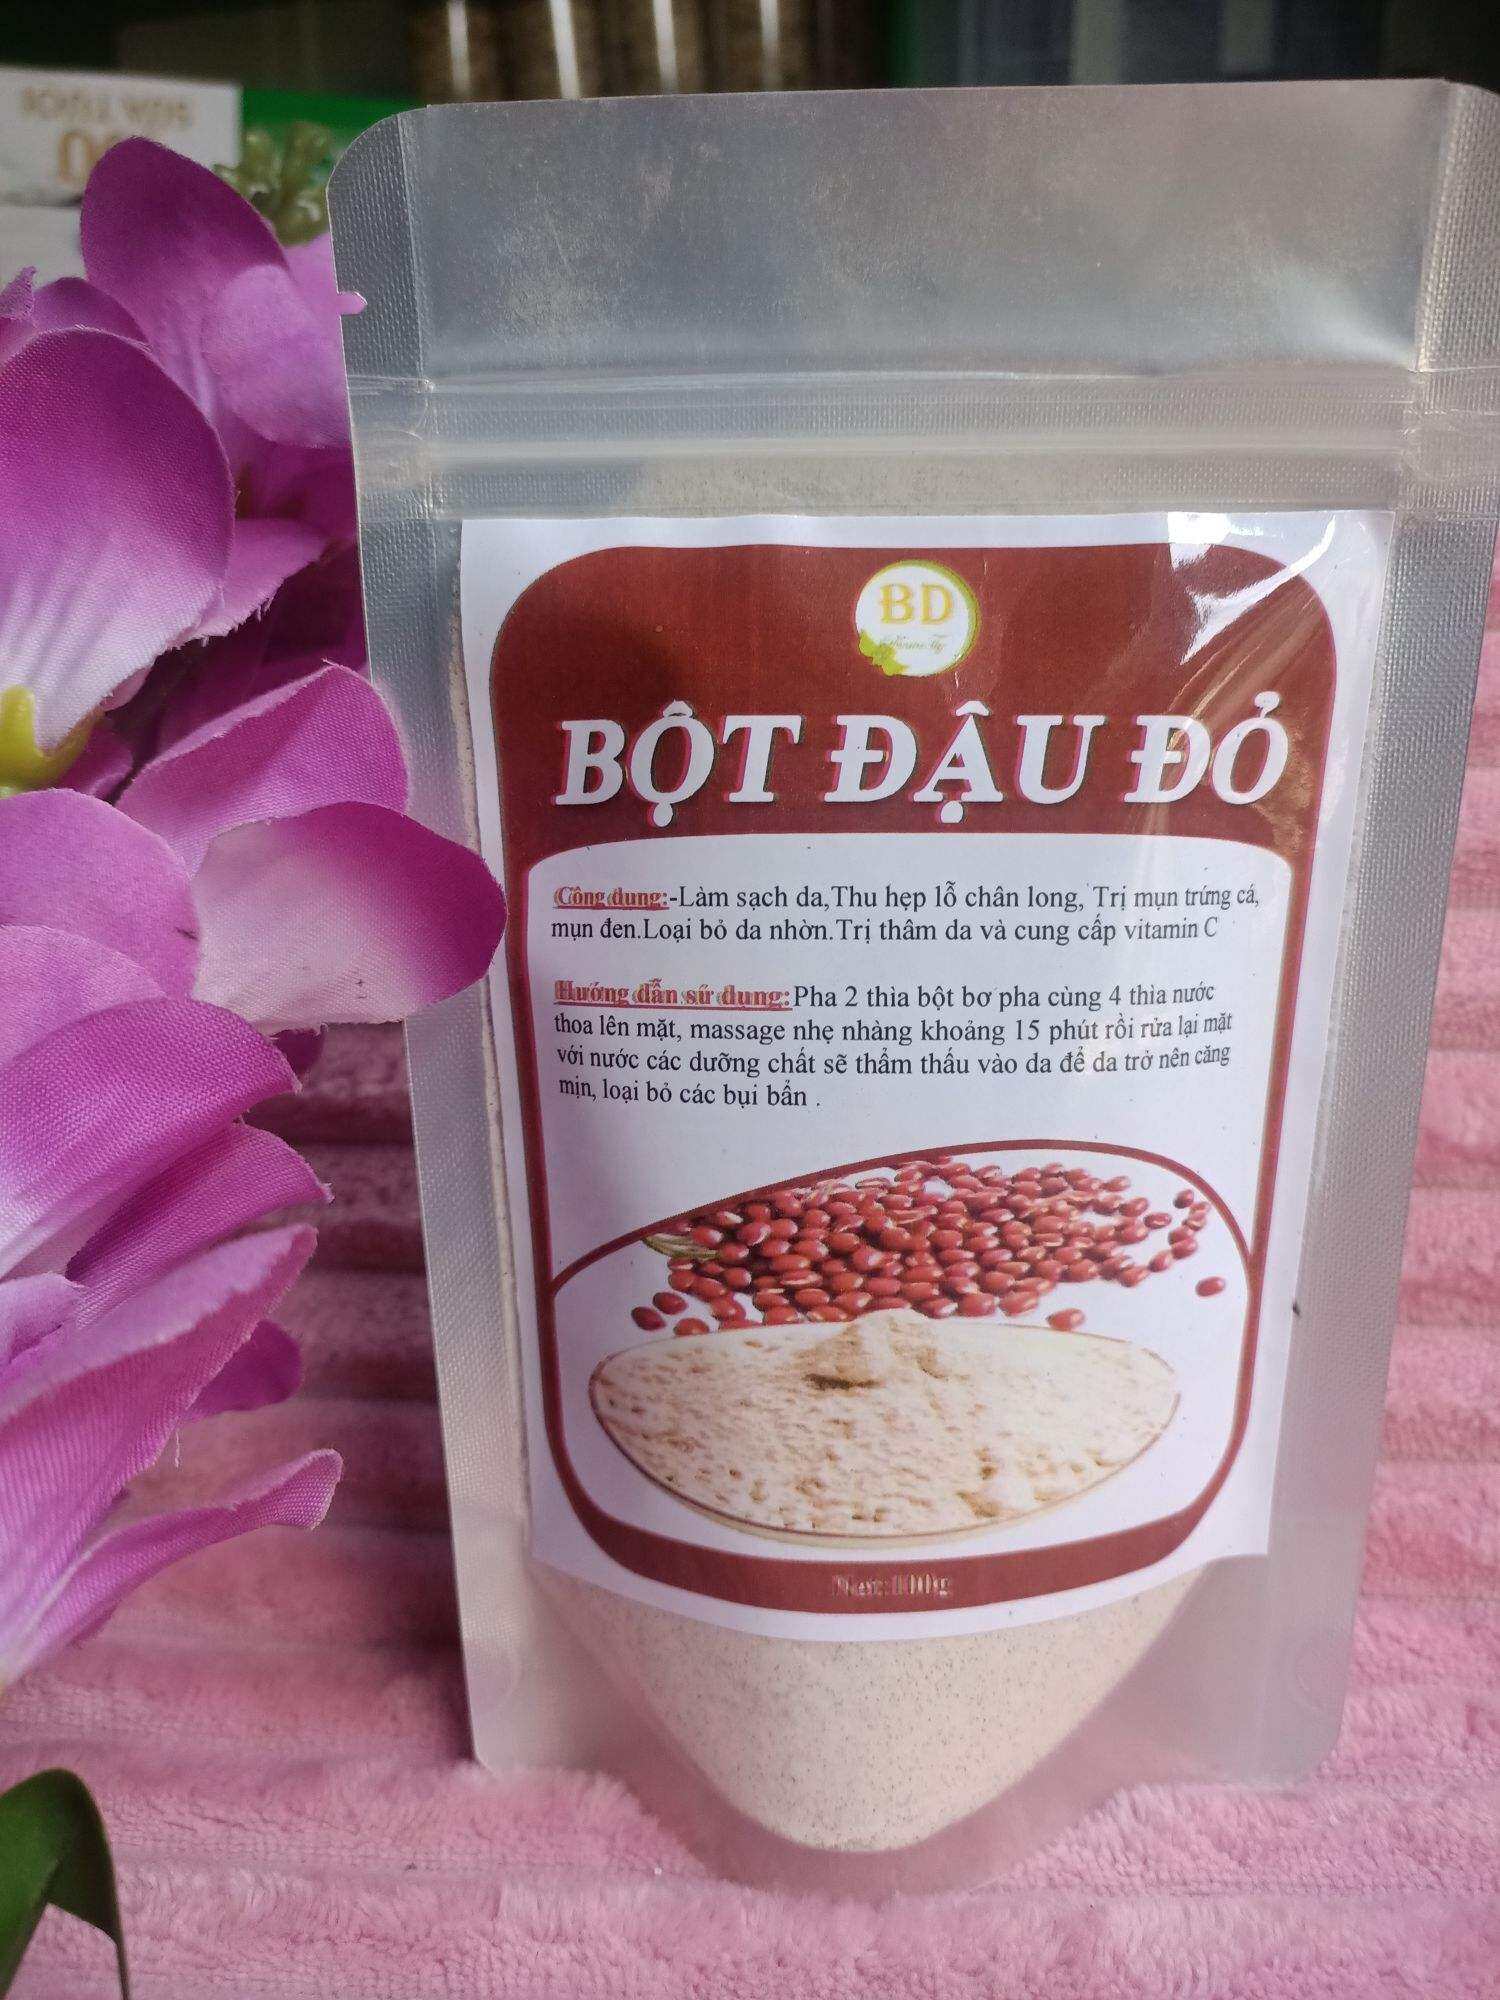 BD
BỘT ĐẬU ĐỎ
Công dung:-Làm sạch da,Thu hẹp lỗ chân long, Trị mụn trứng cá,
mụn đen.Loại bỏ da nhờn.Trị thâm da và cung cấp vitamin C
Hướng dẫn sử dung:Pha 2 thìa bột bơ pha cùng 4 thìa nước
thoa lên mặt, massage nhẹ nhàng khoảng 15 phút rồi rửa lại mặt
với nước các dưỡng chất sẽ thẩm thấu vào da để da trở nên căng
mịn, loại bỏ các bụi bẩn .
Net:100g